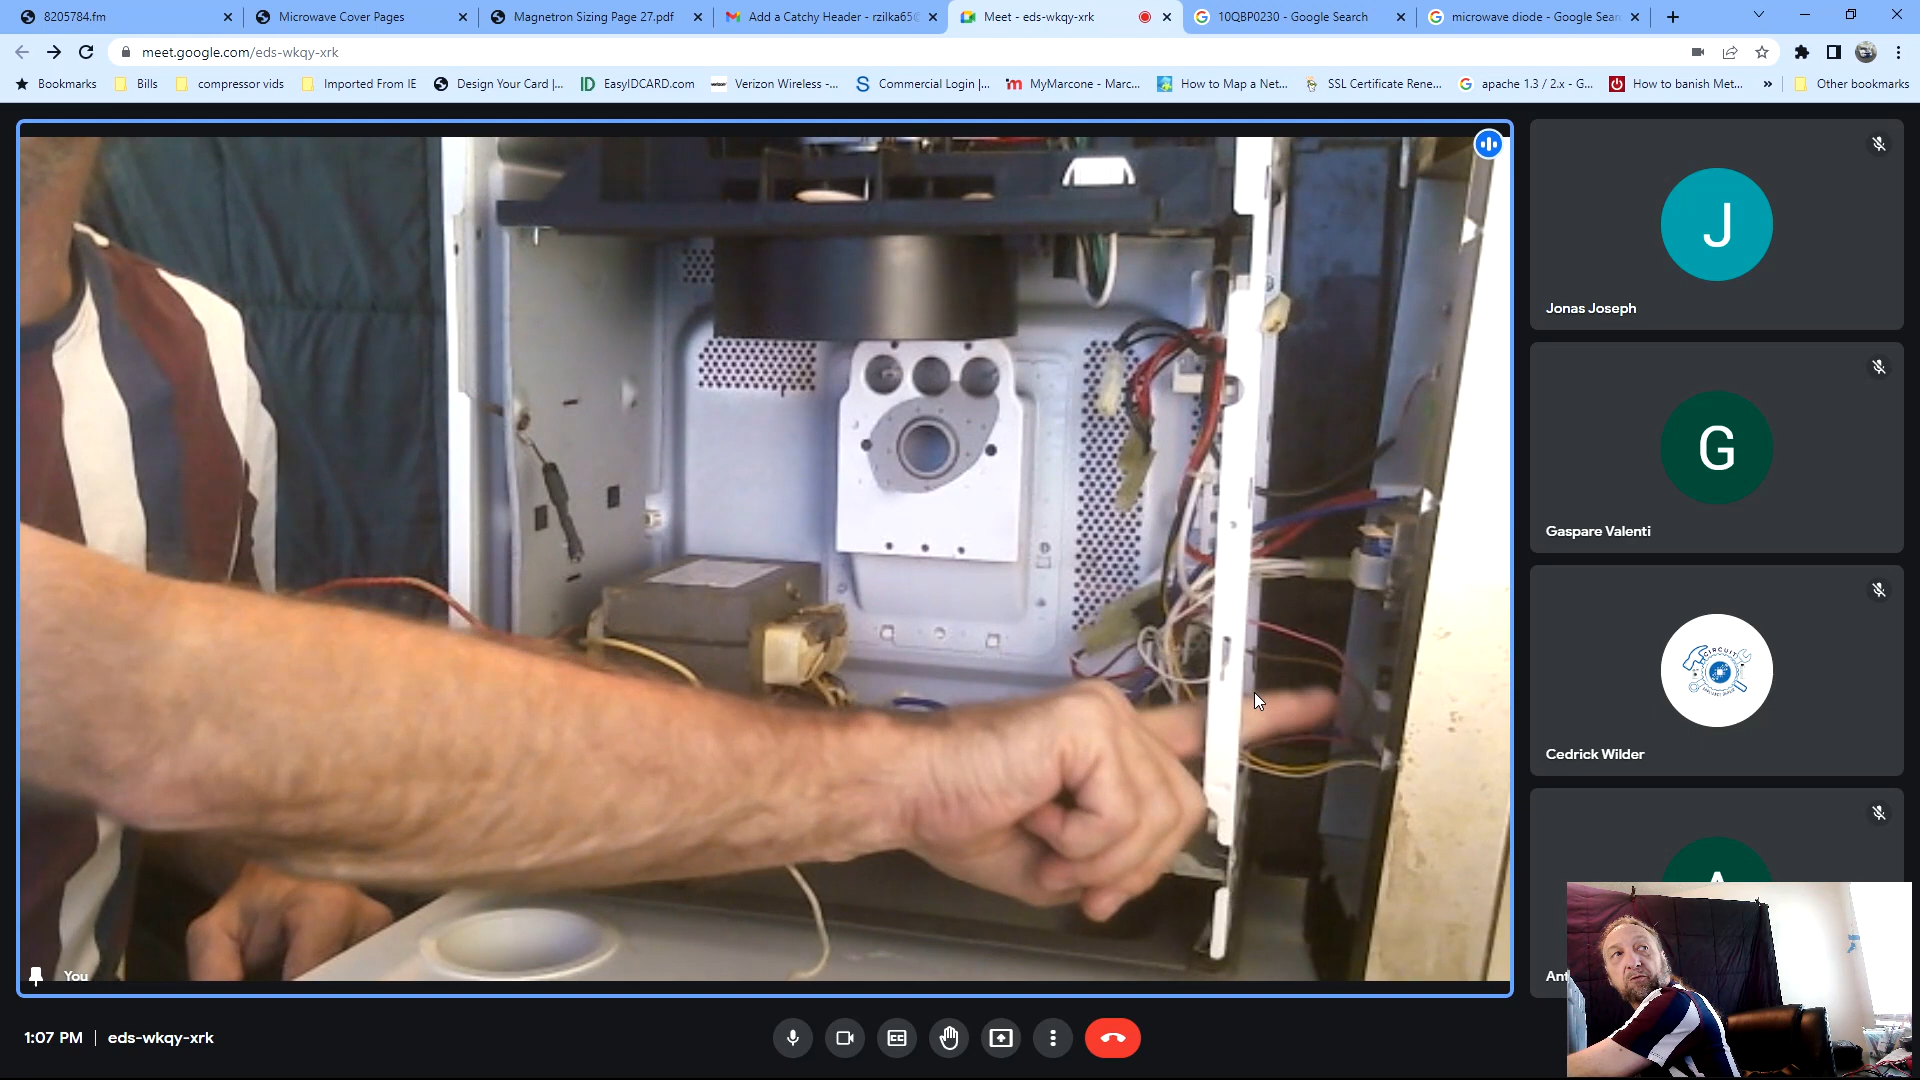 8205784.fm
Microwave Cover Pages
Magnetron Sizing Page 27.pdf
Add a Catchy Header - rzilka65@
Meet - eds-wkqy-xrk
10QBP0230 - Google Search
microwave diode - Google Sear
meet.google.com/eds-wkqy-xrk
Bookmarks
Bills
compressor vids
Imported From IE
Design Your Card |...
EasyIDCARD.com
Verizon Wireless -...
Commercial Login |...
MyMarcone - Marc...
How to Map a Net...
SSL Certificate Rene...
apache 1.3 / 2.x - G...
How to banish Met...
»
Other bookmarks
J
Jonas Joseph
G
Gaspare Valenti
CIRCUIT
Cedrick Wilder
A
Ant
You
1:07 PM | eds-wkqy-xrk